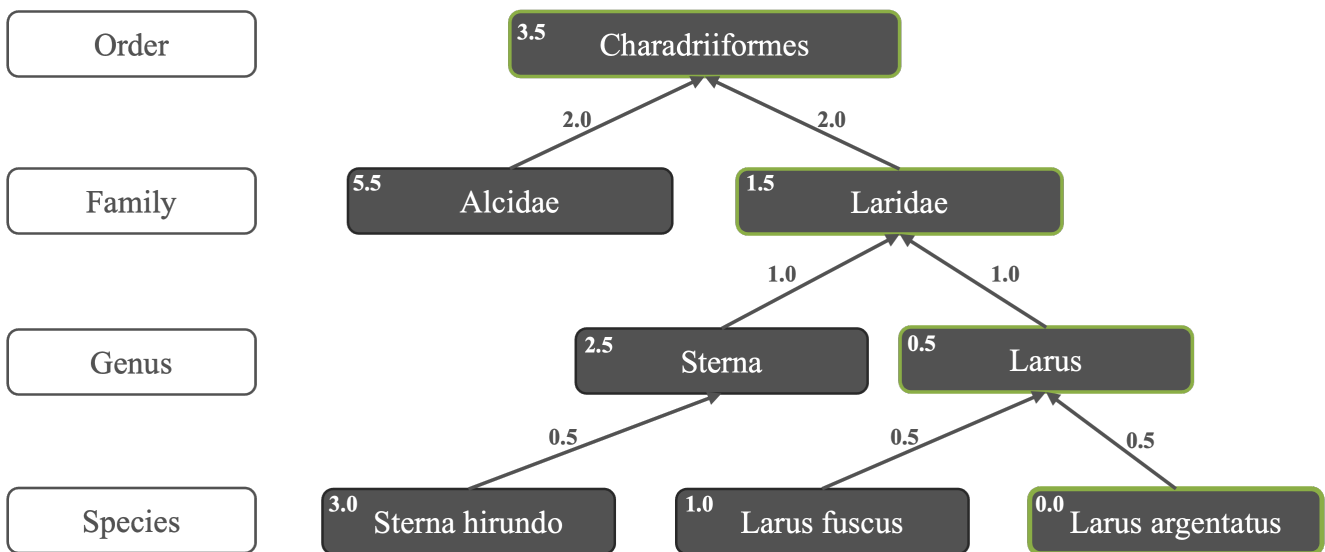 Order
3.5
Charadriiformes
2.0
2.0
Family
5.5
Alcidae
1.5
Laridae
1.0
1.0
Genus
2.5
Sterna
0.5
Larus
0.5
0.5
0.5
Species
3.0
Sterna hirundo
1.0
Larus fuscus
0.0
Larus argentatus